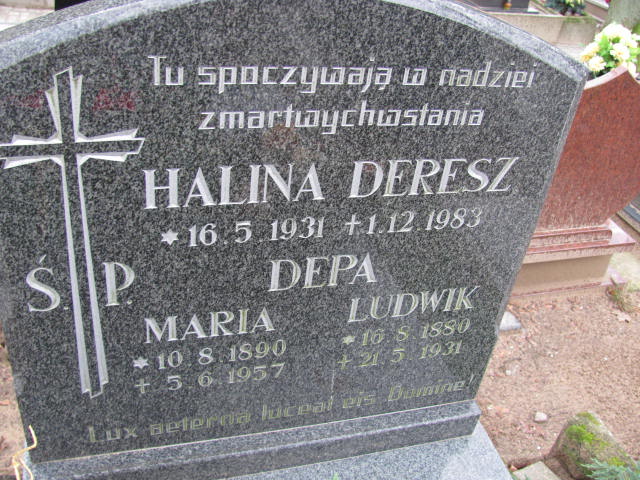 Tu spoczywają w nadziei
zmartwychwstania
HALINA DERESZ
*16.5.1931 +1.12.1983
Ś.P.
DEPA
MARIA
*10.8.1890
+5.6.1957
LUDWIK
*16.8.1880
+21.5.1931
Lux aeterna luceat eis Domine!